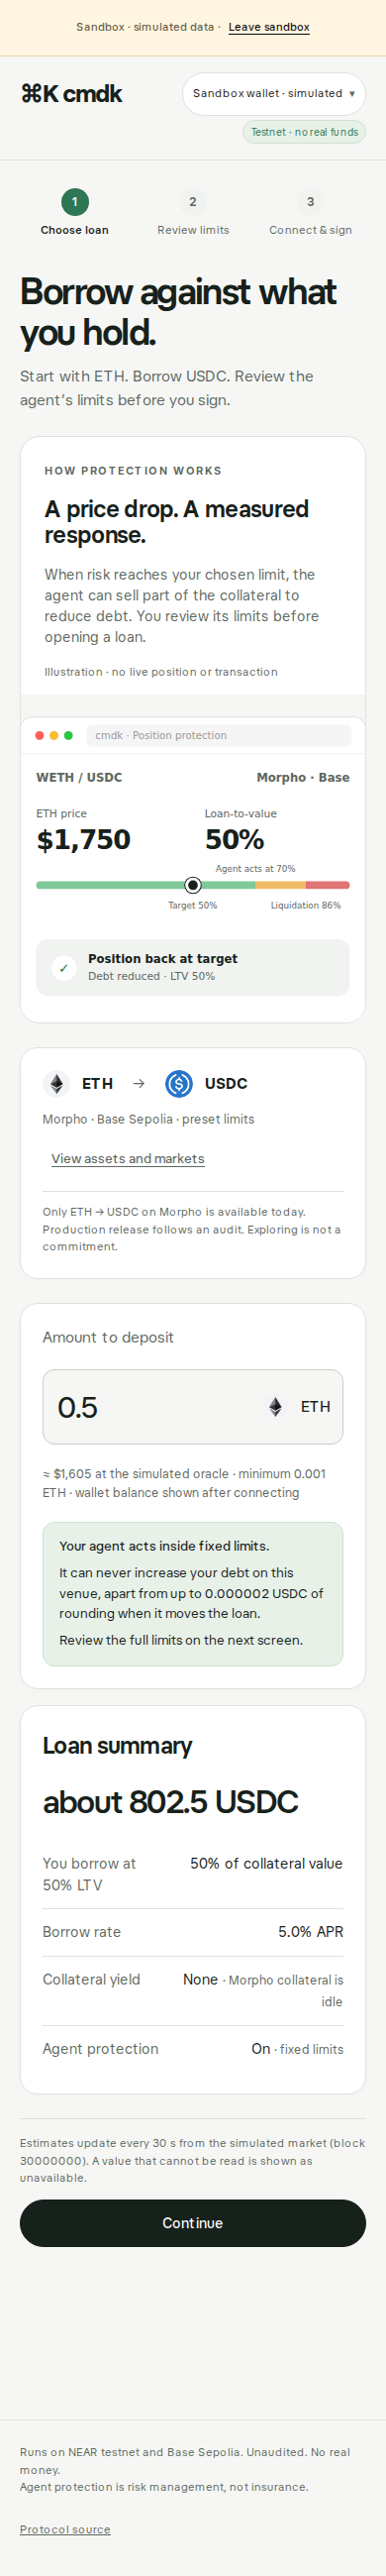 Sandbox · simulated data · Leave sandbox
⌘K cmdk
Sandbox wallet · simulated ▾
Testnet · no real funds
1
2
3
Choose loan
Review limits
Connect & sign
Borrow against what
you hold.
Start with ETH. Borrow USDC. Review the
agent's limits before you sign.
HOW PROTECTION WORKS
A price drop. A measured
response.
When risk reaches your chosen limit, the
agent can sell part of the collateral to
reduce debt. You review its limits before
opening a loan.
Illustration · no live position or transaction
cmdk · Position protection
WETH / USDC
Morpho · Base
ETH price
Loan-to-value
$1,750
50%
Agent acts at 70%
Target 50%
Liquidation 86%
✓
Position back at target
Debt reduced · LTV 50%
ETH → USDC
Morpho · Base Sepolia · preset limits
View assets and markets
Only ETH → USDC on Morpho is available today.
Production release follows an audit. Exploring is not a
commitment.
Amount to deposit
0.5
ETH
≈ $1,605 at the simulated oracle · minimum 0.001
ETH · wallet balance shown after connecting
Your agent acts inside fixed limits.
It can never increase your debt on this
venue, apart from up to 0.000002 USDC of
rounding when it moves the loan.
Review the full limits on the next screen.
Loan summary
about 802.5 USDC
You borrow at
50% LTV
50% of collateral value
Borrow rate
5.0% APR
Collateral yield
None · Morpho collateral is
idle
Agent protection
On · fixed limits
Estimates update every 30 s from the simulated market (block
30000000). A value that cannot be read is shown as
unavailable.
Continue
Runs on NEAR testnet and Base Sepolia. Unaudited. No real
money.
Agent protection is risk management, not insurance.
Protocol source